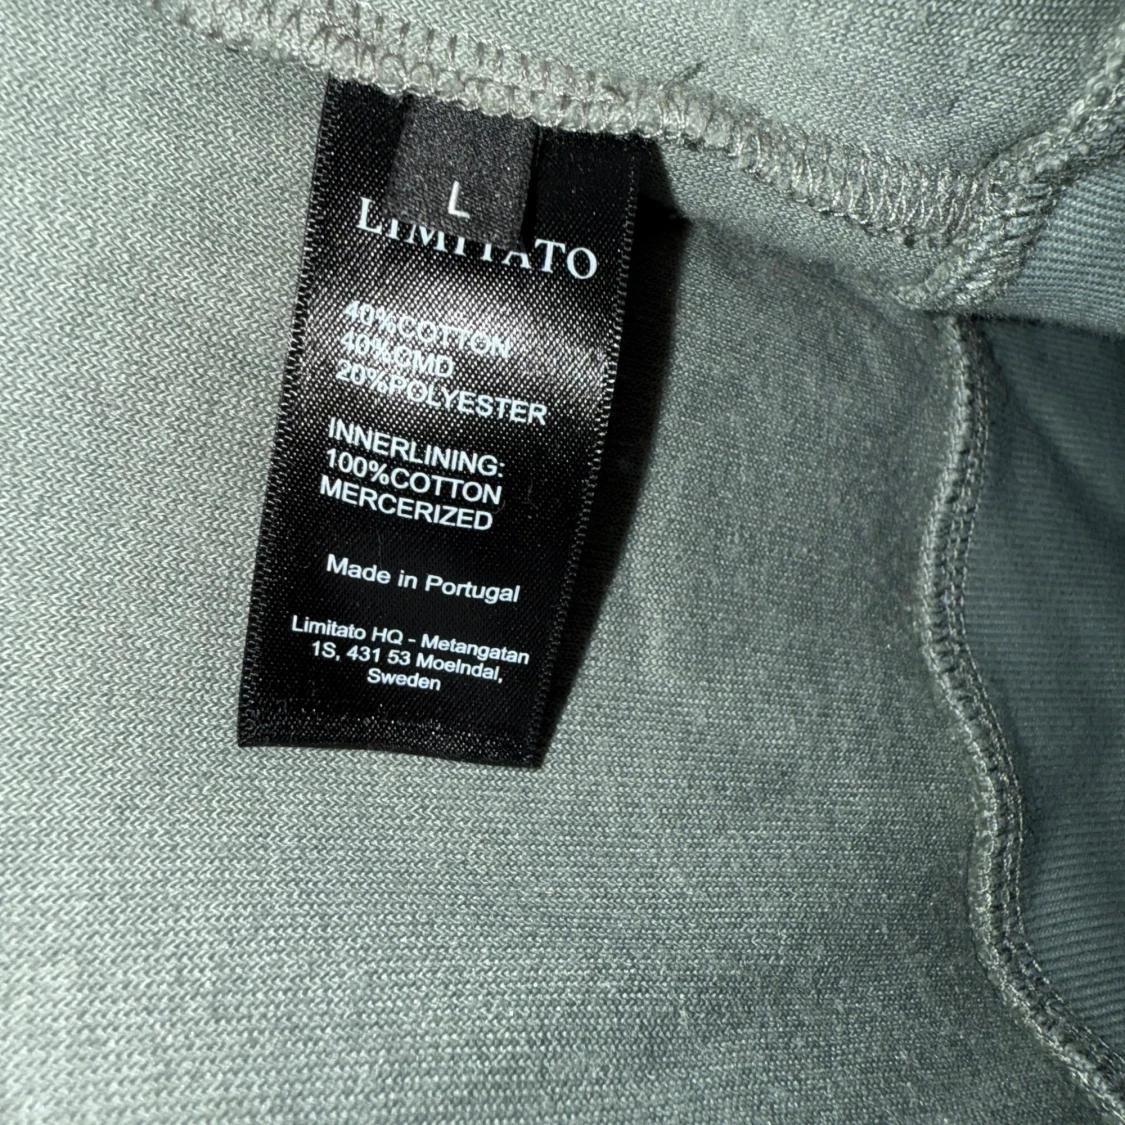 L
LIMITATO
40%COTTON
40%CMD
20%POLYESTER
INNERLINING:
100%COTTON
MERCERIZED
Made in Portugal
Limitato HQ - Metangatan
1S, 431 53 Moelndal,
Sweden